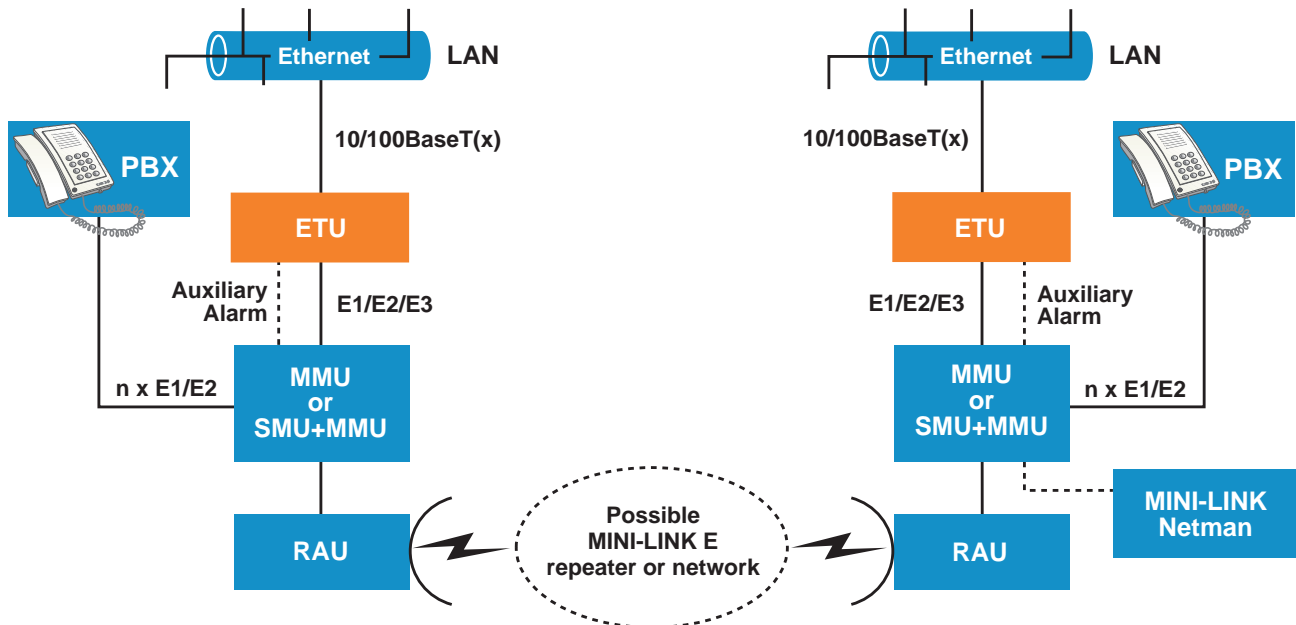 Ethernet
LAN
10/100BaseT(x)
PBX
ETU
Auxiliary
Alarm
E1/E2/E3
n x E1/E2
MMU
or
SMU+MMU
RAU
Possible
MINI-LINK E
repeater or network
Ethernet
LAN
10/100BaseT(x)
PBX
ETU
E1/E2/E3
Auxiliary
Alarm
MMU
or
SMU+MMU
n x E1/E2
RAU
MINI-LINK
Netman